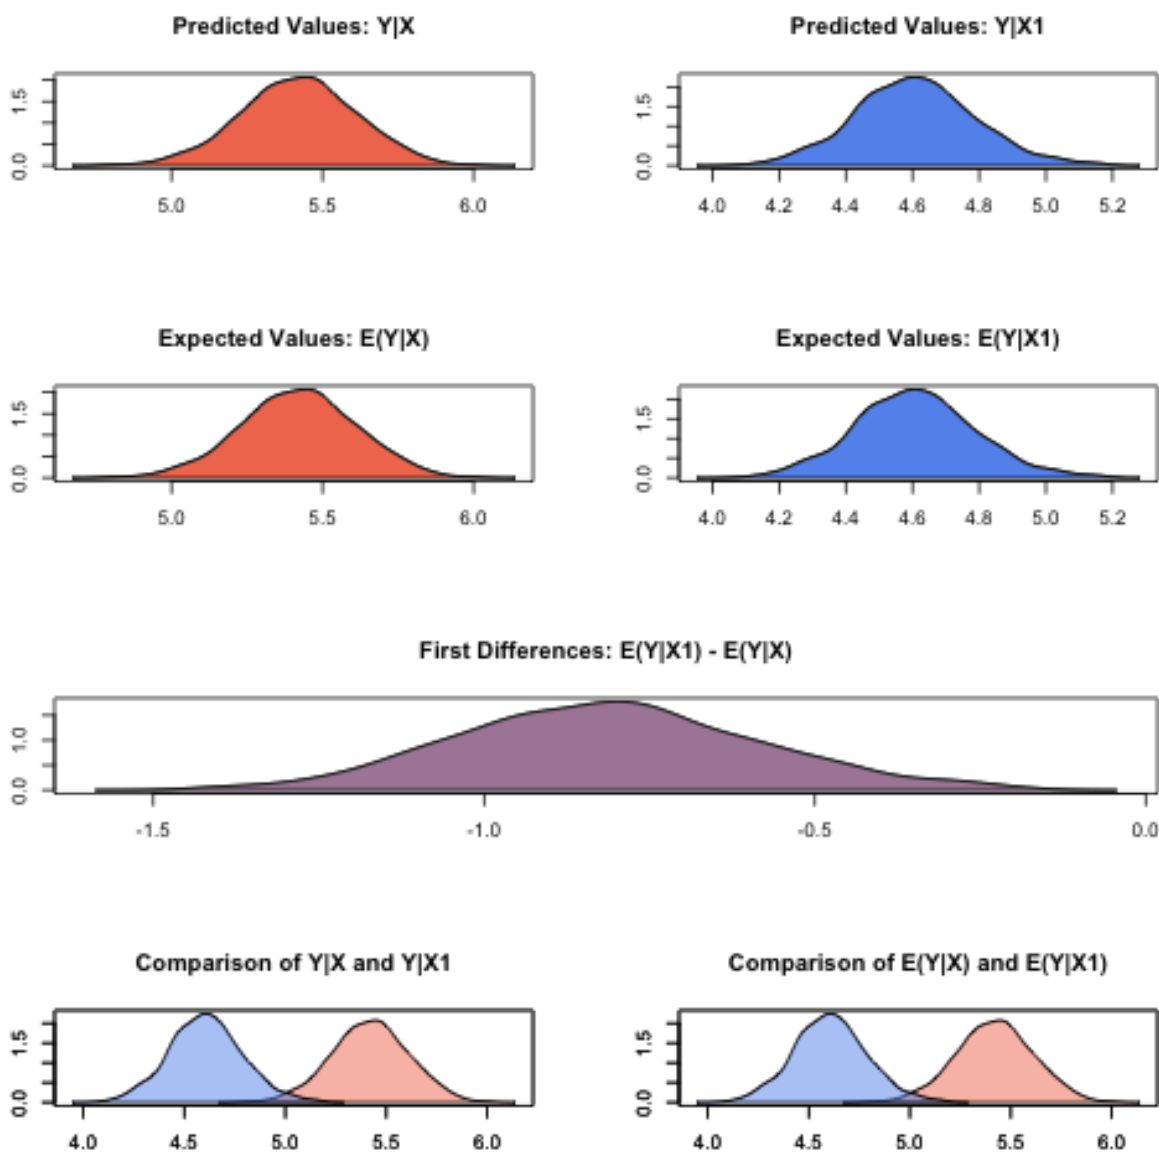 Predicted Values: Y|X
Predicted Values: Y|X1
0.0 1.5
5.0 5.5 6.0
0.0 1.5
4.0 4.2 4.4 4.6 4.8 5.0 5.2
Expected Values: E(Y|X)
Expected Values: E(Y|X1)
0.0 1.5
5.0 5.5 6.0
0.0 1.5
4.0 4.2 4.4 4.6 4.8 5.0 5.2
First Differences: E(Y|X1) - E(Y|X)
0.0 1.0
-1.5 -1.0 -0.5 0.0
Comparison of Y|X and Y|X1
Comparison of E(Y|X) and E(Y|X1)
0.0 1.5
4.0 4.5 5.0 5.5 6.0
0.0 1.5
4.0 4.5 5.0 5.5 6.0